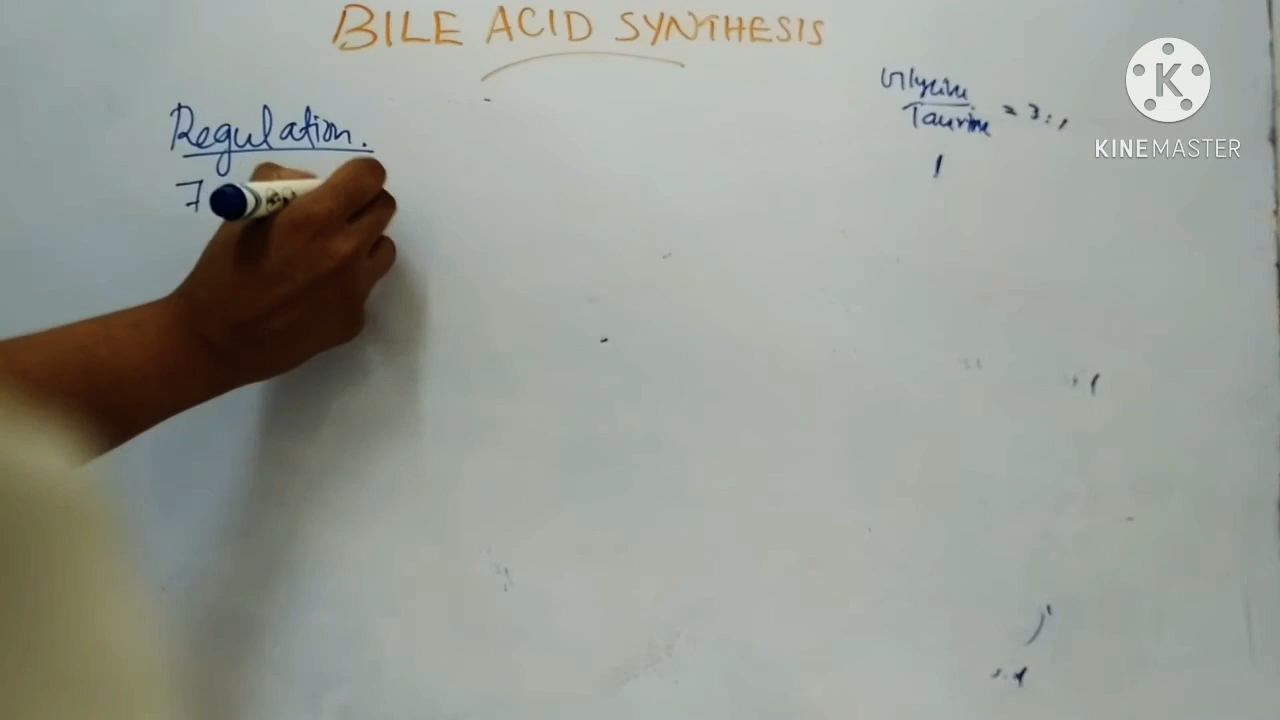 BILE ACID SYNTHESIS
Glycine
Taurine = 3:1
Regulation.
7
K
KINEMASTER